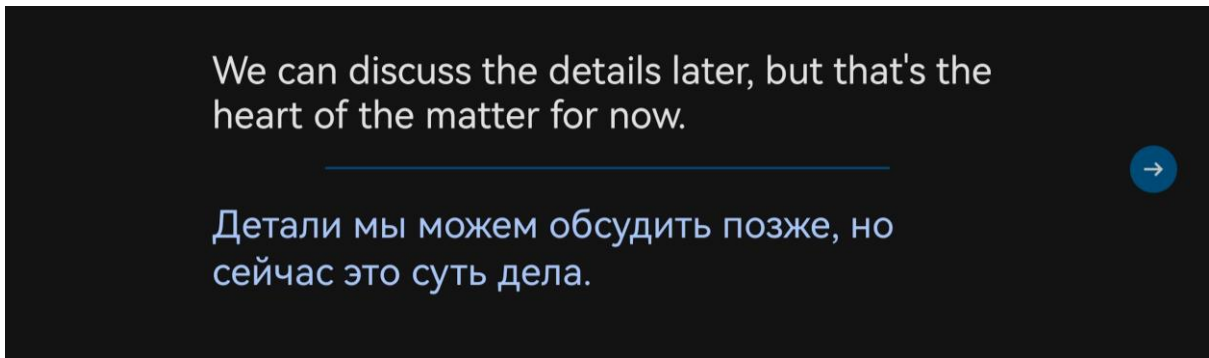 We can discuss the details later, but that's the
heart of the matter for now.
Детали мы можем обсудить позже, но
сейчас это суть дела.